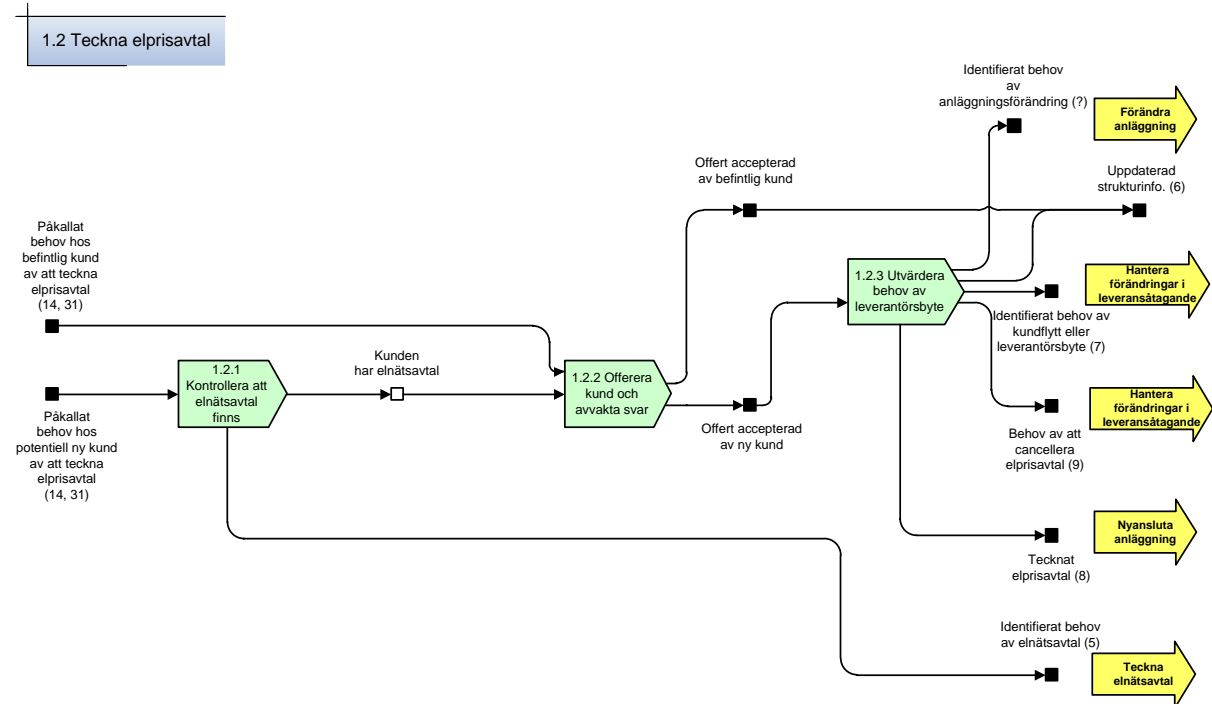 1.2 Teckna elprisavtal
Identifierat behov
av
anläggningsförändring (?)
Förändra
anläggning
Offert accepterad
av befintlig kund
Uppdaterad
strukturinfo. (6)
Påkallat
behov hos
befintlig kund
av att teckna
elprisavtal
(14, 31)
1.2.3 Utvärdera
behov av
leverantörsbyte
Hantera
förändringar i
leveransåtagande
Identifierat behov av
kundflytt eller
leverantörsbyte (7)
Kunden
har elnätsavtal
1.2.1
Kontrollera att
elnätsavtal
finns
1.2.2 Offerera
kund och
avvakta svar
Påkallat
behov hos
potentiell ny kund
av att teckna
elprisavtal
(14, 31)
Offert accepterad
av ny kund
Hantera
förändringar i
leveransåtagande
Behov av att
cancellera
elprisavtal (9)
Nyansluta
anläggning
Tecknat
elprisavtal (8)
Identifierat behov
av elnätsavtal (5)
Teckna
elnätsavtal